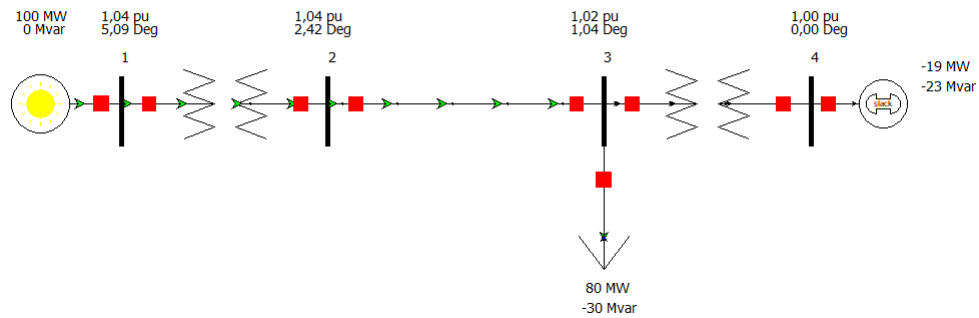 100 MW
0 Mvar
1,04 pu
5,09 Deg
1
1,04 pu
2,42 Deg
2
1,02 pu
1,04 Deg
3
1,00 pu
0,00 Deg
4
-19 MW
-23 Mvar
slack
80 MW
-30 Mvar